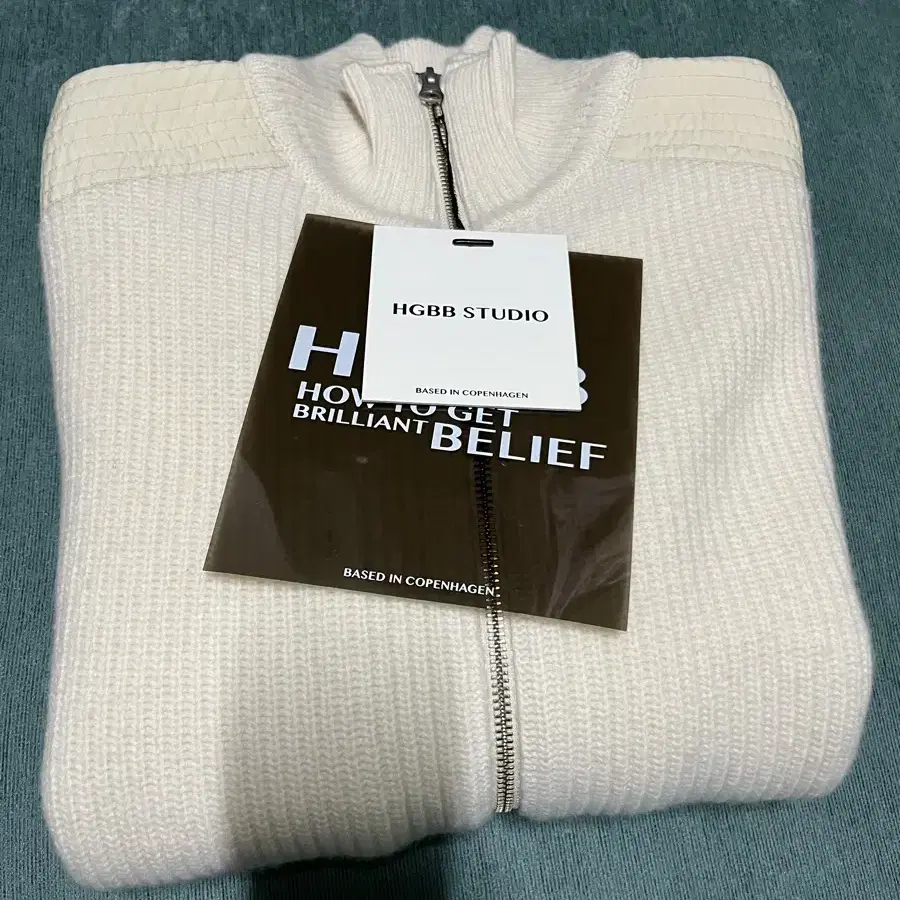 HGBB STUDIO
BASED IN COPENHAGEN
H B
HOW TO GET
BRILLIANT BELIEF
BASED IN COPENHAGEN